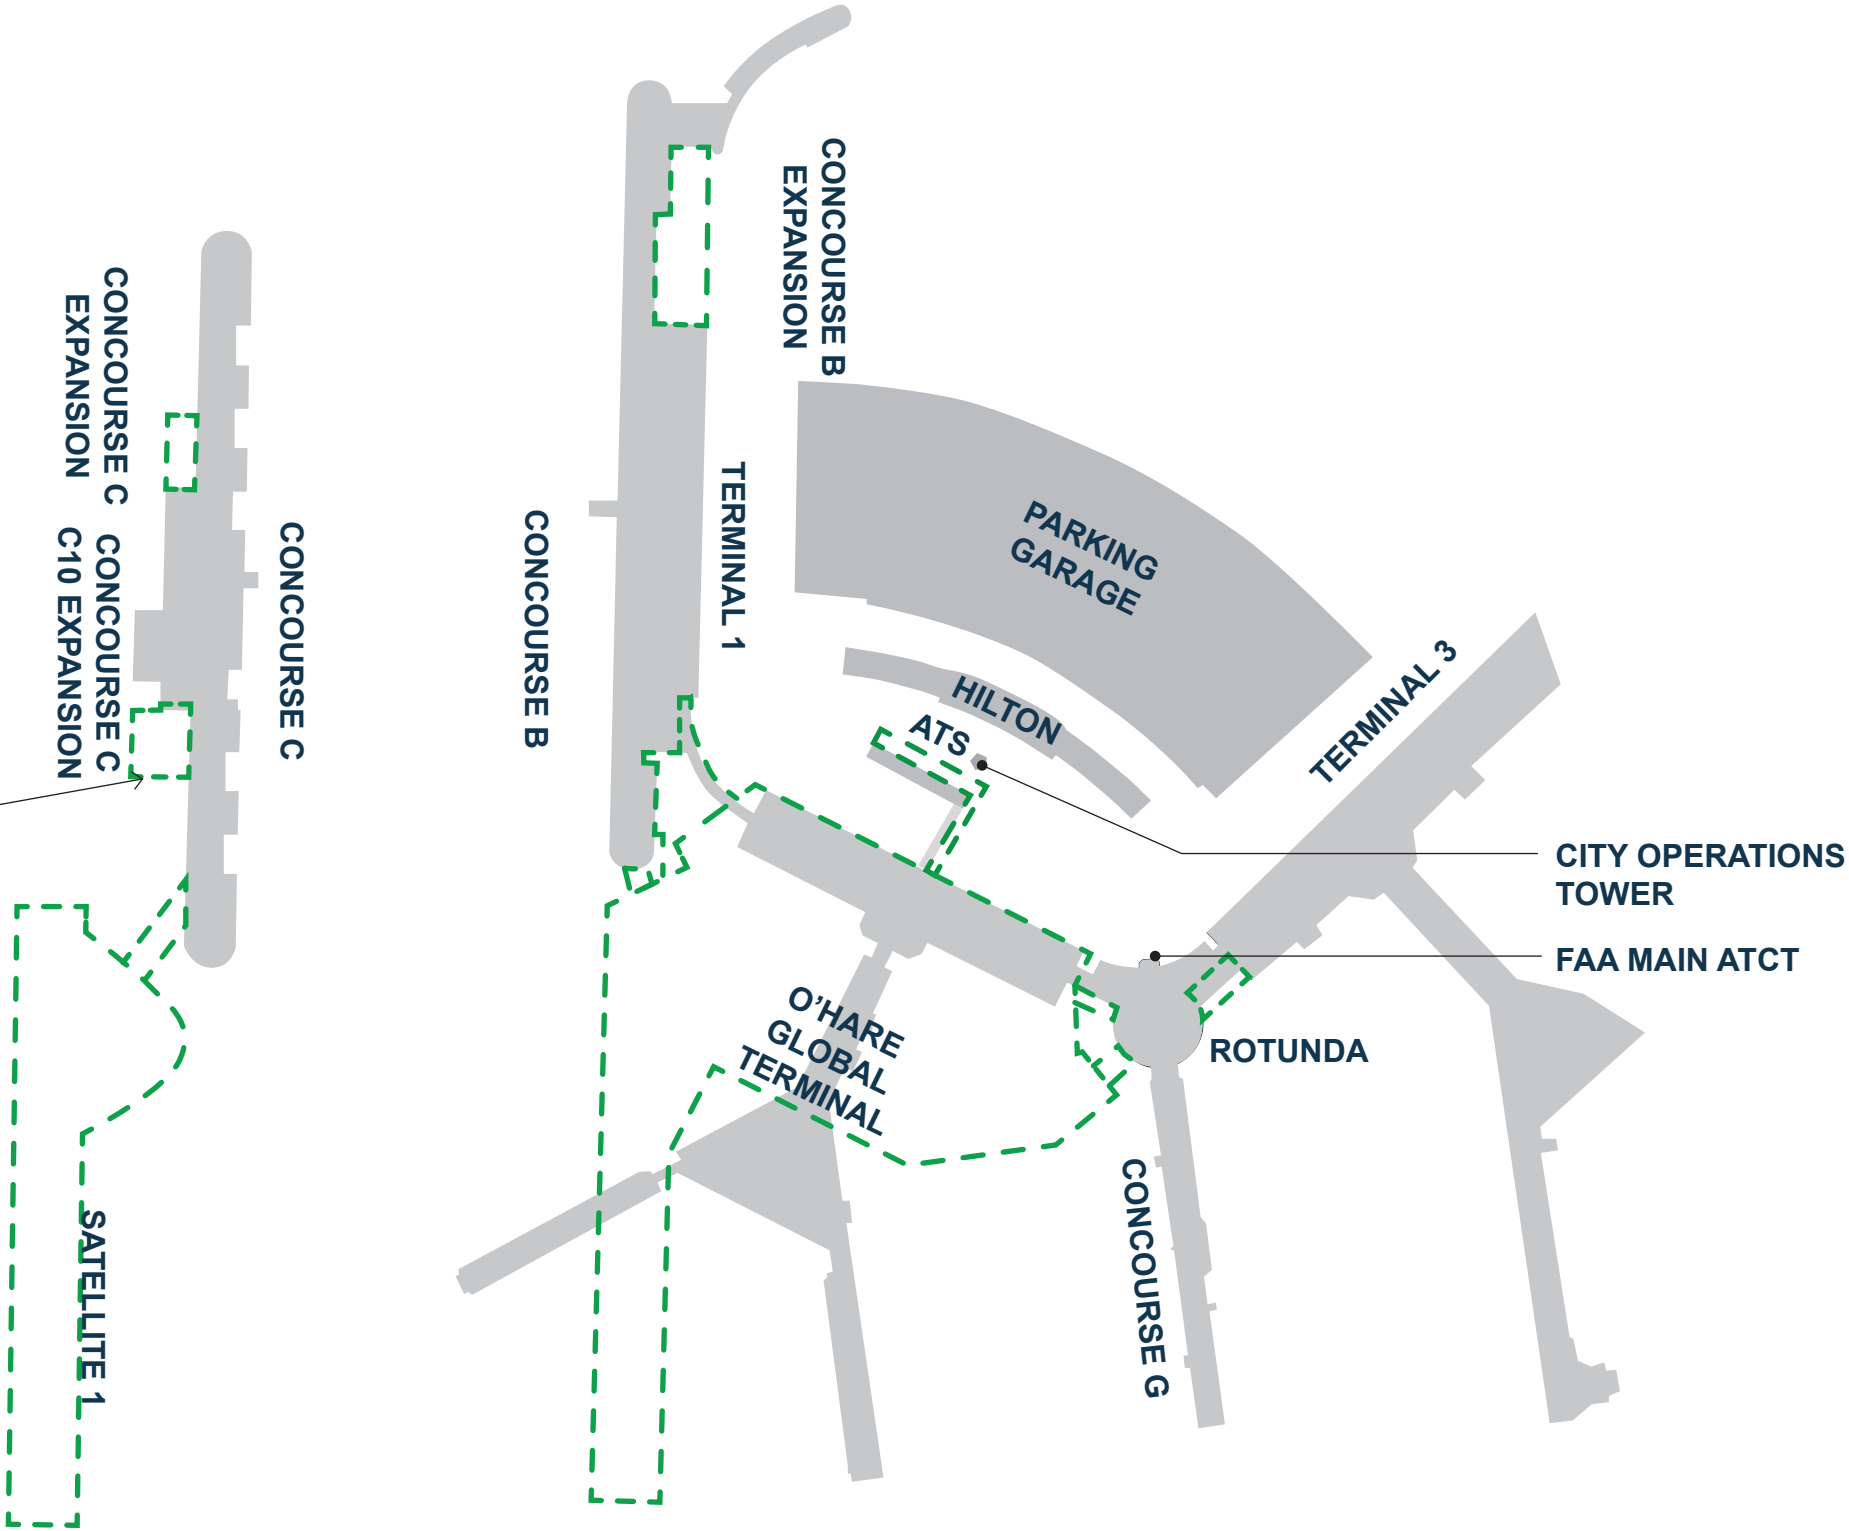 CONCOURSE B
EXPANSION
CONCOURSE C
EXPANSION
CONCOURSE C
C10 EXPANSION
CONCOURSE C
CONCOURSE B
TERMINAL 1
PARKING
GARAGE
HILTON
ATS
TERMINAL 3
CITY OPERATIONS
TOWER
FAA MAIN ATCT
ROTUNDA
O’HARE
GLOBAL
TERMINAL
CONCOURSE G
SATELLITE 1